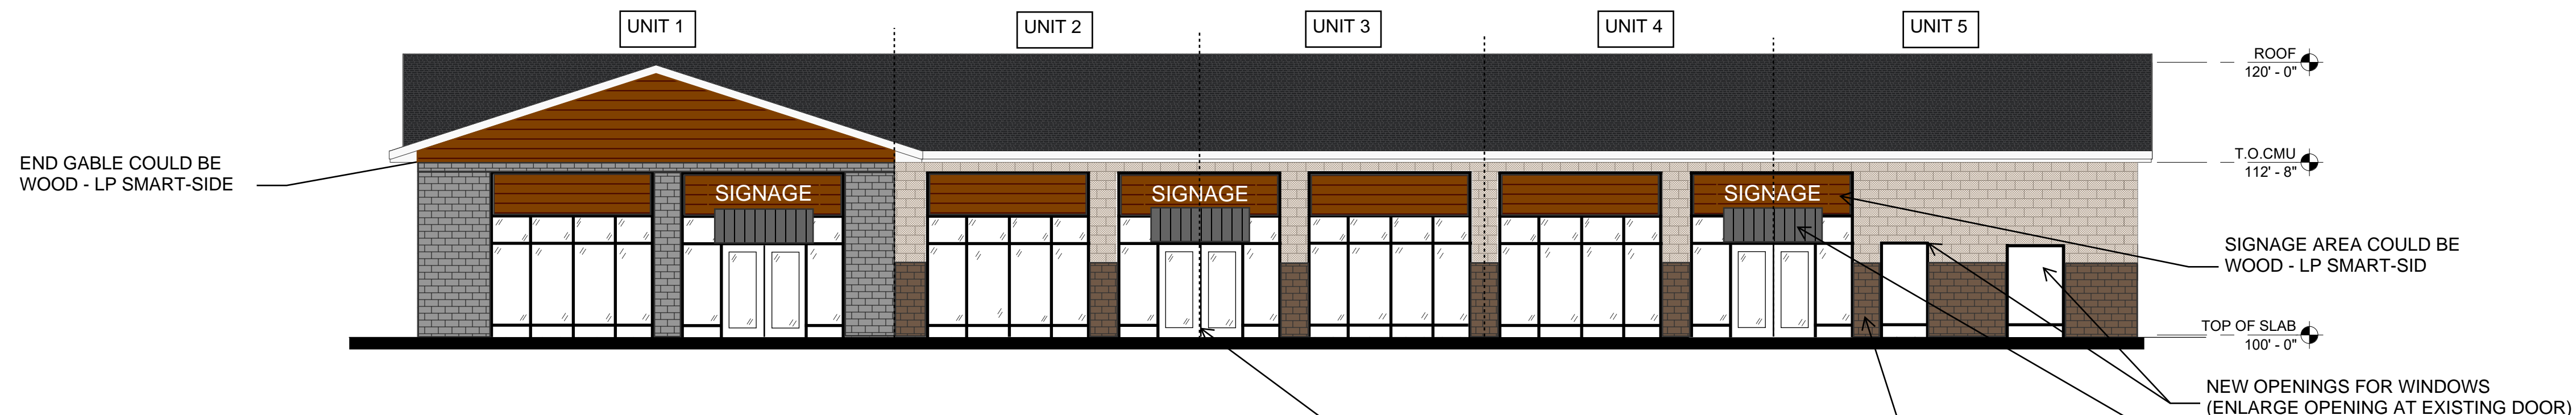 UNIT 1
UNIT 2
UNIT 3
UNIT 4
UNIT 5
ROOF
120' - 0"
END GABLE COULD BE
WOOD - LP SMART-SIDE
T.O.CMU
112' - 8"
SIGNAGE
SIGNAGE
SIGNAGE
SIGNAGE AREA COULD BE
WOOD - LP SMART-SID
TOP OF SLAB
100' - 0"
NEW OPENINGS FOR WINDOWS
(ENLARGE OPENING AT EXISTING DOOR)